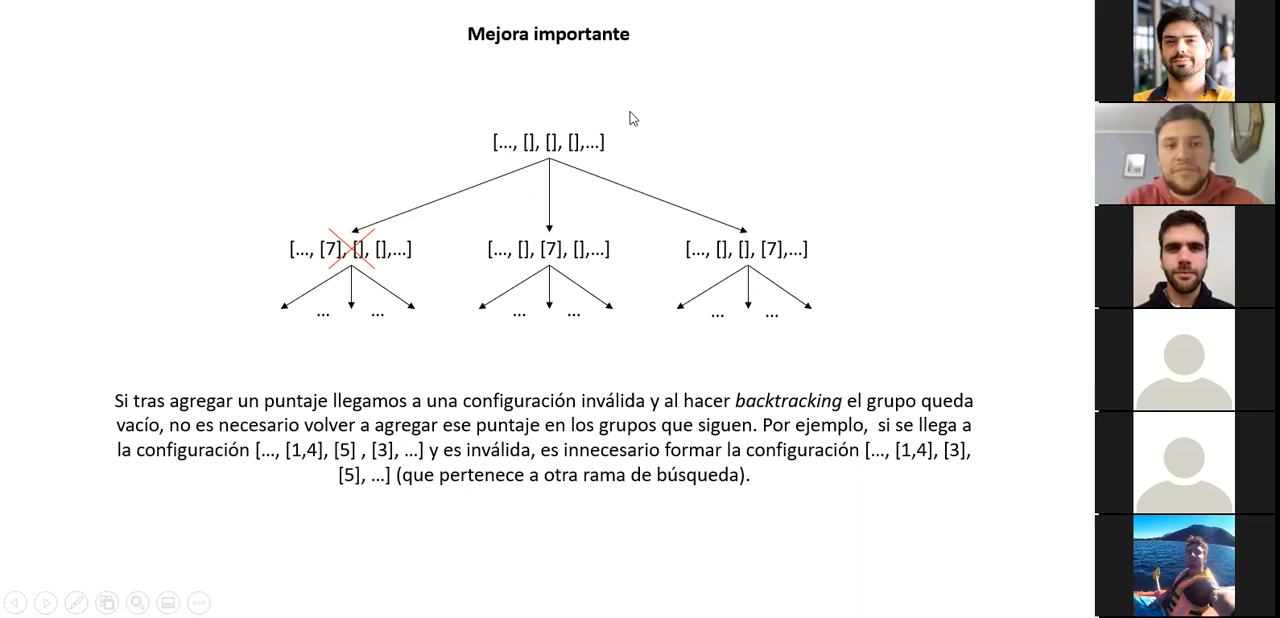 Mejora importante
[..., [], [], [],...]
[..., [7], [], [],...] [..., [], [7], [],...] [..., [], [], [7],...]
... ... ... ... ... ...
Si tras agregar un puntaje llegamos a una configuración inválida y al hacer backtracking el grupo queda
vacío, no es necesario volver a agregar ese puntaje en los grupos que siguen. Por ejemplo, si se llega a
la configuración [..., [1,4], [5] , [3], ...] y es inválida, es innecesario formar la configuración [..., [1,4], [3],
[5], ...] (que pertenece a otra rama de búsqueda).